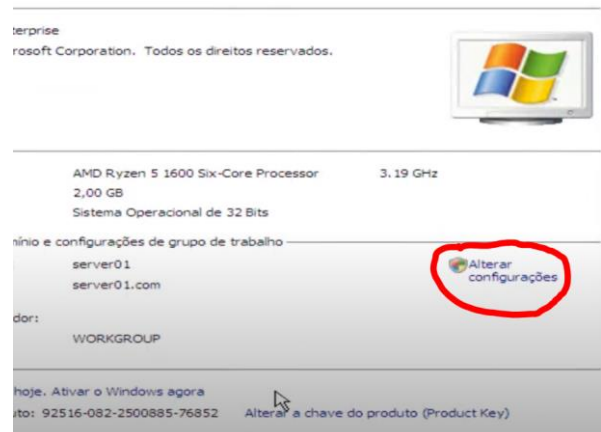 terprise
rosoft Corporation. Todos os direitos reservados.
AMD Ryzen 5 1600 Six-Core Processor 3.19 GHz
2,00 GB
Sistema Operacional de 32 Bits
mínio e configurações de grupo de trabalho
server01
Alterar configurações
server01.com
dor:
WORKGROUP
hoje. Ativar o Windows agora
uto: 92516-082-2500885-76852 Alterar a chave do produto (Product Key)